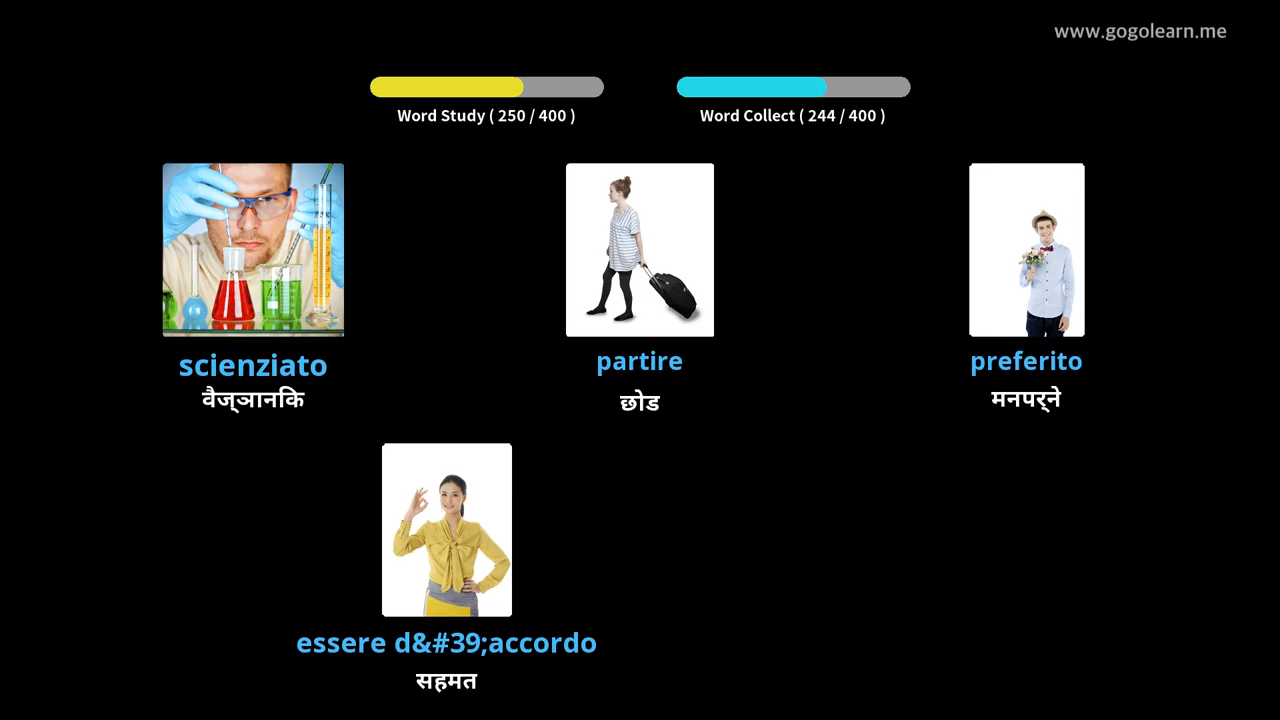 www.gogolearn.me
Word Study ( 250 / 400 )
Word Collect ( 244 / 400 )
scienziato
वैज्ञानिक
partire
छोड
preferito
मनपर्ने
essere d&#39;accordo
सहमत